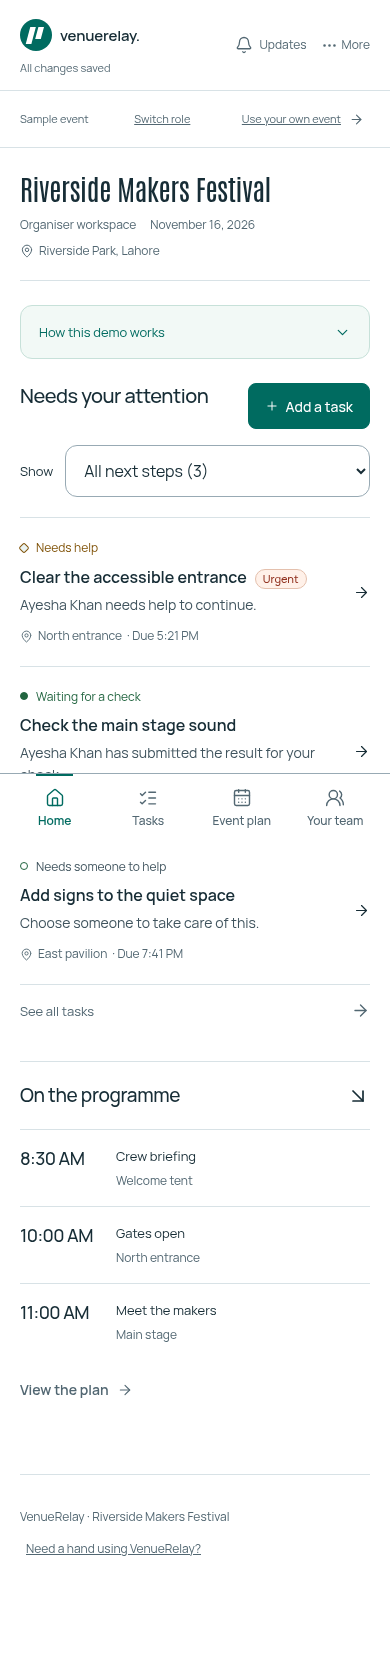 venuerelay.
Updates
More
All changes saved
Sample event
Switch role
Use your own event
Riverside Makers Festival
Organiser workspace November 16, 2026
Riverside Park, Lahore
How this demo works
Needs your attention
Add a task
Show
All next steps (3)
Needs help
Clear the accessible entrance Urgent
Ayesha Khan needs help to continue.
North entrance · Due 5:21 PM
Waiting for a check
Check the main stage sound
Ayesha Khan has submitted the result for your
Home
Tasks
Event plan
Your team
Needs someone to help
Add signs to the quiet space
Choose someone to take care of this.
East pavilion · Due 7:41 PM
See all tasks
On the programme
8:30 AM
Crew briefing
Welcome tent
10:00 AM
Gates open
North entrance
11:00 AM
Meet the makers
Main stage
View the plan
VenueRelay · Riverside Makers Festival
Need a hand using VenueRelay?